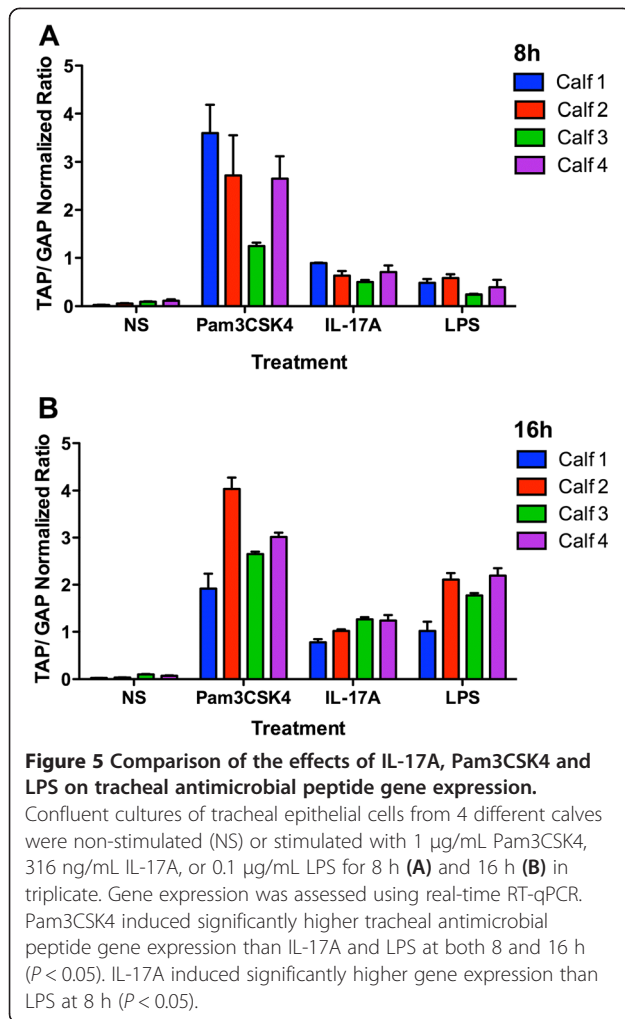 A
8h
Calf 1
Calf 2
Calf 3
Calf 4
TAP/ GAP Normalized Ratio
5
4
3
2
1
0
NS Pam3CSK4 IL-17A LPS
Treatment
B
16h
Calf 1
Calf 2
Calf 3
Calf 4
TAP/ GAP Normalized Ratio
5
4
3
2
1
0
NS Pam3CSK4 IL-17A LPS
Treatment
Figure 5 Comparison of the effects of IL-17A, Pam3CSK4 and
LPS on tracheal antimicrobial peptide gene expression.
Confluent cultures of tracheal epithelial cells from 4 different calves
were non-stimulated (NS) or stimulated with 1 μg/mL Pam3CSK4,
316 ng/mL IL-17A, or 0.1 μg/mL LPS for 8 h (A) and 16 h (B) in
triplicate. Gene expression was assessed using real-time RT-qPCR.
Pam3CSK4 induced significantly higher tracheal antimicrobial
peptide gene expression than IL-17A and LPS at both 8 and 16 h
(P < 0.05). IL-17A induced significantly higher gene expression than
LPS at 8 h (P < 0.05).